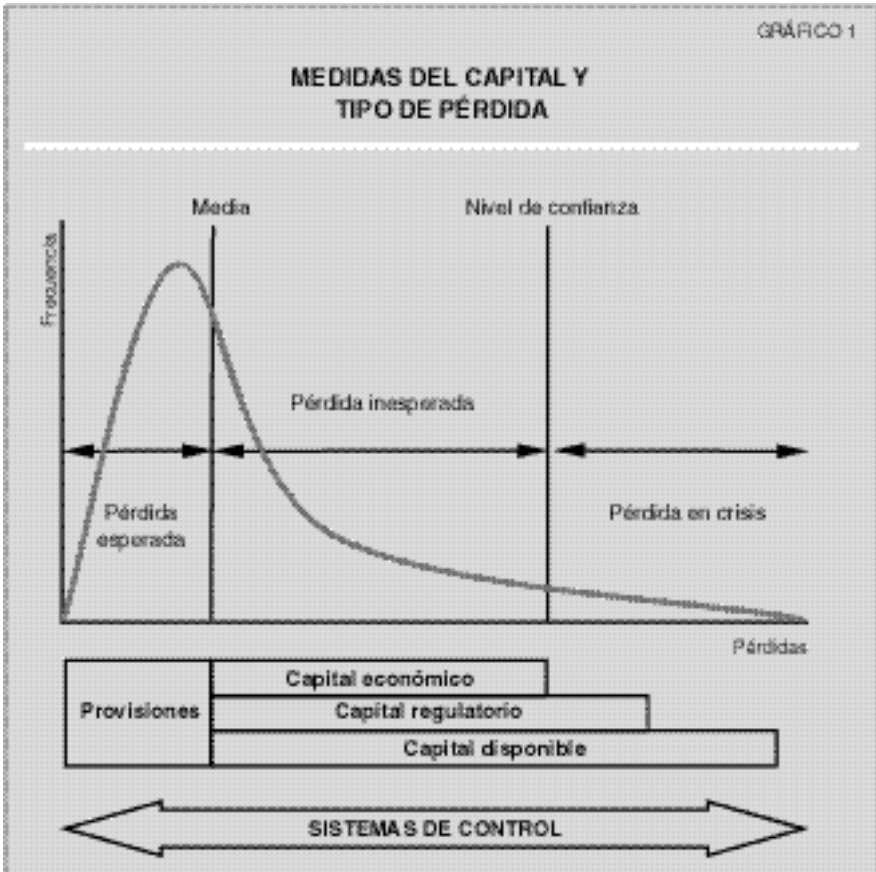 GRÁFICO 1
MEDIDAS DEL CAPITAL Y
TIPO DE PÉRDIDA
Media
Nivel de confianza
Frecuencia
Pérdida inesperada
Pérdida
esperada
Pérdida en crisis
Pérdidas
Provisiones
Capital económico
Capital regulatorio
Capital disponible
SISTEMAS DE CONTROL